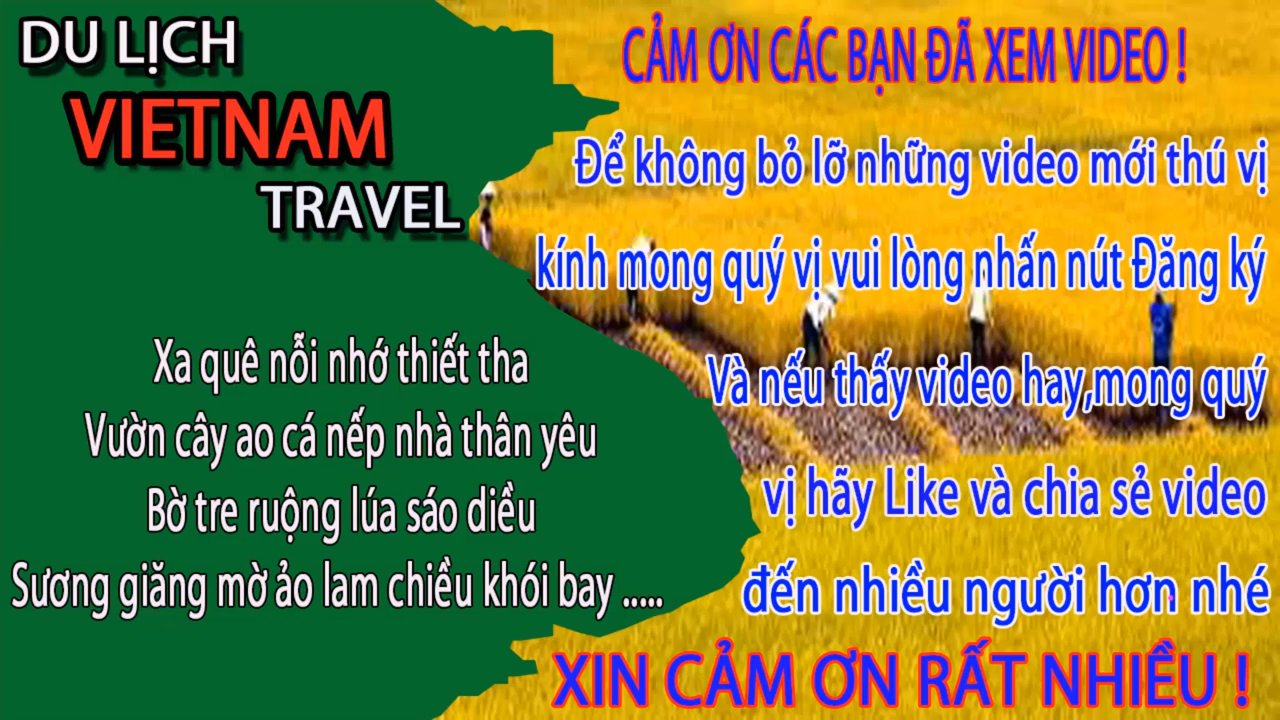 DU LỊCH
VIETNAM
TRAVEL
Xa quê nỗi nhớ thiết tha
Vườn cây ao cá nếp nhà thân yêu
Bờ tre ruộng lúa sáo diều
Sương giăng mờ ảo lam chiều khói bay .....
CẢM ƠN CÁC BẠN ĐÃ XEM VIDEO !
Để không bỏ lỡ những video mới thú vị
kính mong quý vị vui lòng nhấn nút Đăng ký
Và nếu thấy video hay,mong quý
vị hãy Like và chia sẻ video
đến nhiều người hơn nhé
XIN CẢM ƠN RẤT NHIỀU !